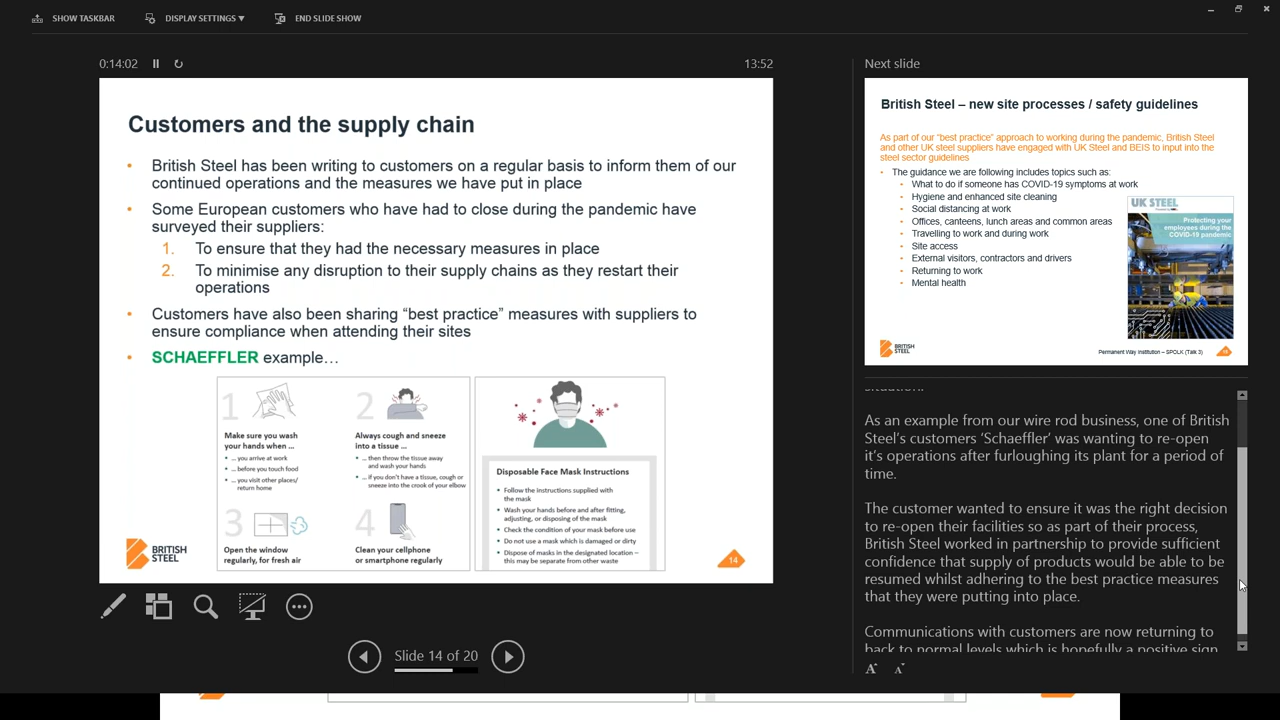 SHOW TASKBAR
DISPLAY SETTINGS ▼
END SLIDE SHOW
0:14:02
13:52
Customers and the supply chain
• British Steel has been writing to customers on a regular basis to inform them of our
continued operations and the measures we have put in place
• Some European customers who have had to close during the pandemic have
surveyed their suppliers:
1. To ensure that they had the necessary measures in place
2. To minimise any disruption to their supply chains as they restart their
operations
• Customers have also been sharing “best practice” measures with suppliers to
ensure compliance when attending their sites
• SCHAEFFLER example…
1
Make sure you wash
your hands when ...
• ... you arrive at work
• ... before you touch food
• ... you visit other places/
return home
2
Always cough and sneeze
into a tissue ...
• ... then throw the tissue away
and wash your hands
• ... if you don't have a tissue, cough or
sneeze into the crook of your elbow
3
Open the window
regularly, for fresh air
4
Clean your cellphone
or smartphone regularly
Disposable Face Mask Instructions
• Follow the instructions supplied with
the mask
• Wash your hands before and after fitting,
adjusting, or disposing of the mask
• Check the condition of your mask before use
• Do not use a mask which is damaged or dirty
• Dispose of masks in the designated location –
this may be separate from other waste
BRITISH
STEEL
14
Slide 14 of 20
Next slide
British Steel – new site processes / safety guidelines
As part of our “best practice” approach to working during the pandemic, British Steel
and other UK steel suppliers have engaged with UK Steel and BEIS to input into the
steel sector guidelines
• The guidance we are following includes topics such as:
• What to do if someone has COVID-19 symptoms at work
• Hygiene and enhanced site cleaning
• Social distancing at work
• Offices, canteens, lunch areas and common areas
• Travelling to work and during work
• Site access
• External visitors, contractors and drivers
• Returning to work
• Mental health
UK STEEL
Protecting your
employees during the
COVID-19 pandemic
BRITISH
STEEL
Permanent Way Institution – SPOLK (Talk 3)
situation.
As an example from our wire rod business, one of British
Steel's customers ‘Schaeffler’ was wanting to re-open
it's operations after furloughing its plant for a period of
time.
The customer wanted to ensure it was the right decision
to re-open their facilities so as part of their process,
British Steel worked in partnership to provide sufficient
confidence that supply of products would be able to be
resumed whilst adhering to the best practice measures
that they were putting into place.
Communications with customers are now returning to
back to normal levels which is hopefully a positive sign
A A